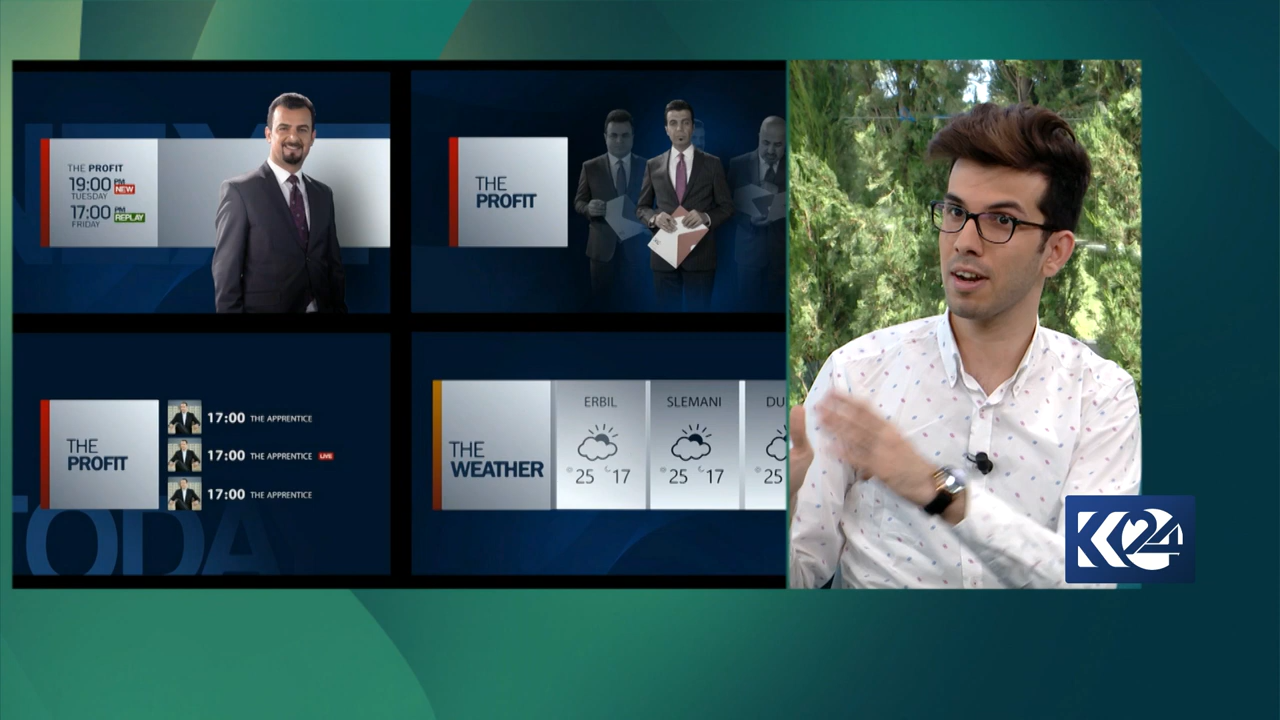 NEXT
THE PROFIT
19:00 PM NEW
TUESDAY
17:00 PM REPLAY
FRIDAY
THE
PROFIT
THE
PROFIT
17:00 THE APPRENTICE
17:00 THE APPRENTICE LIVE
17:00 THE APPRENTICE
TODA
THE
WEATHER
ERBIL
25 17
SLEMANI
25 17
DU
25
K24